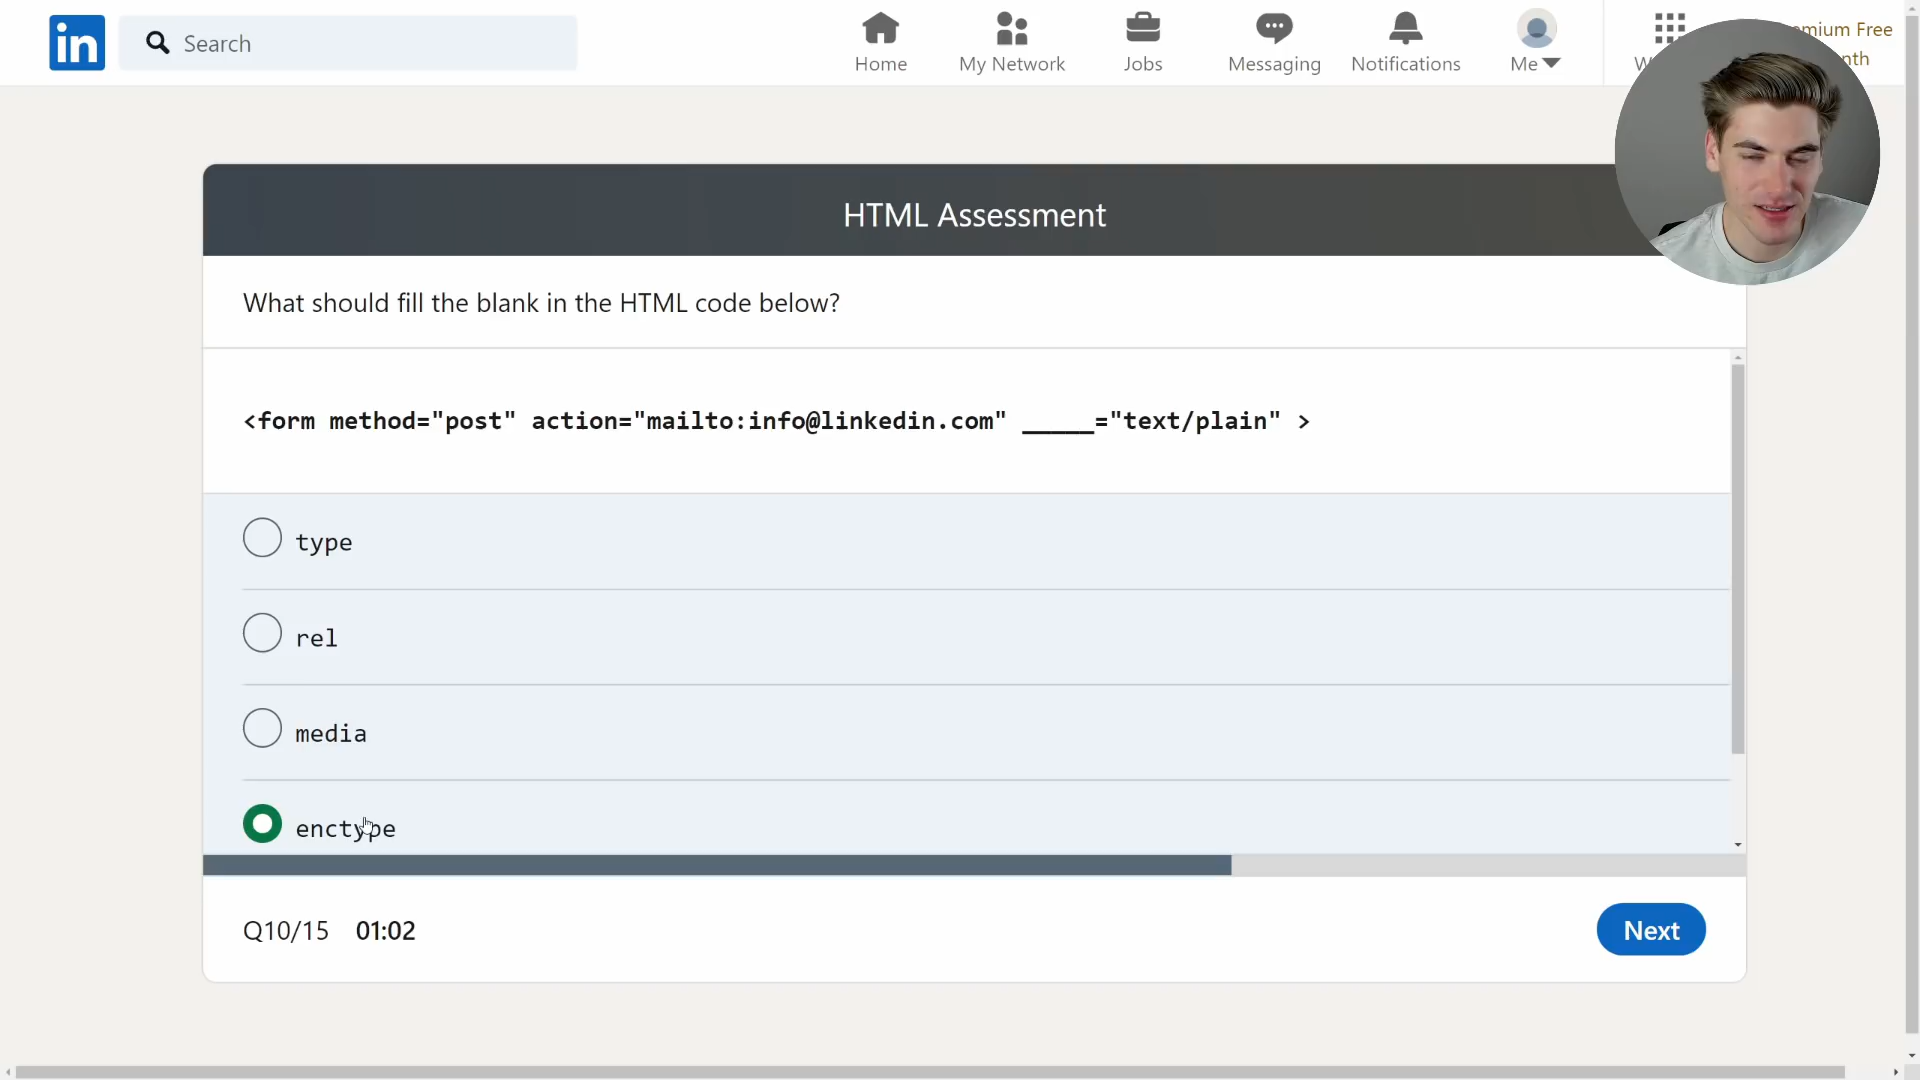 in
Search
Home
My Network
Jobs
Messaging
Notifications
Me
Free
HTML Assessment
What should fill the blank in the HTML code below?
<form method="post" action="mailto:info@linkedin.com" _____="text/plain" >
type
rel
media
enctype
Q10/15 01:02
Next